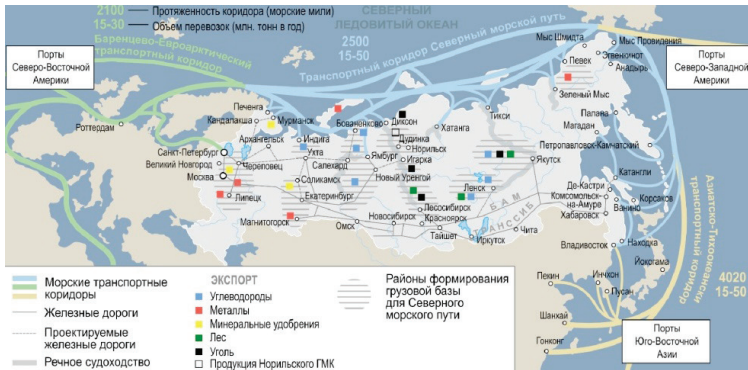 2100
15-30
Протяженность коридора (морские мили)
Объем перевозок (млн. тонн в год)
СЕВЕРНЫЙ
ЛЕДОВИТЫЙ ОКЕАН
Баренцево-Евроарктический
транспортный коридор
2500
15-50
Транспортный коридор Северный морской путь
Порты
Северо-Восточной
Америки
Порты
Северо-Западной
Америки
Мыс Шмидта
Мыс Провидения
Певек
Эгвекинот
Анадырь
Зеленый Мыс
Печенга
Кандалакша
Мурманск
Бованенково
Диксон
Тикси
Роттердам
Архангельск
Индига
Дудинка
Хатанга
Палана
Магадан
Санкт-Петербург
Ухта
Ямбург
Норильск
Петропавловск-Камчатский
Великий Новгород
Череповец
Салехард
Игарка
Якутск
Москва
Соликамск
Новый Уренгой
Катангли
Липецк
Екатеринбург
Ленск
БАМ
Де-Кастри
Корсаков
Комсомольск-
на-Амуре
Ванино
Лесосибирск
Магнитогорск
Новосибирск
Красноярск
ТРАНССИБ
Хабаровск
Омск
Тайшет
Иркутск
Чита
Владивосток
Находка
Йокогама
Азиатско-Тихоокеанский
транспортный коридор
4020
15-50
Пекин
Инчхон
Пусан
Шанхай
Гонконг
Порты
Юго-Восточной
Азии
Морские транспортные
коридоры
Железные дороги
Проектируемые
железные дороги
Речное судоходство
ЭКСПОРТ
Углеводороды
Металлы
Минеральные удобрения
Лес
Уголь
Продукция Норильского ГМК
Районы формирования
грузовой базы
для Северного
морского пути